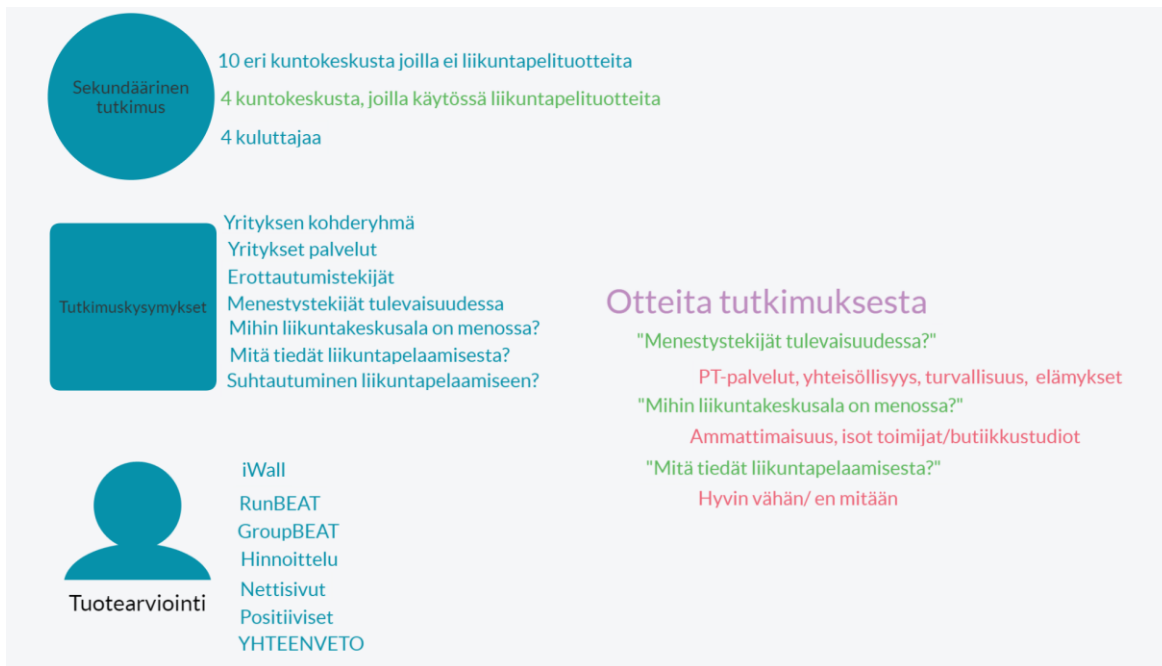 Sekundäärinen
tutkimus
10 eri kuntokeskusta joilla ei liikuntapelituotteita
4 kuntokeskusta, joilla käytössä liikuntapelituotteita
4 kuluttajaa
Tutkimuskysymykset
Yrityksen kohderyhmä
Yritykset palvelut
Erottautumistekijät
Menestystekijät tulevaisuudessa
Mihin liikuntakeskusala on menossa?
Mitä tiedät liikuntapelaamisesta?
Suhtautuminen liikuntapelaamiseen?
Otteita tutkimuksesta
"Menestystekijät tulevaisuudessa?"
PT-palvelut, yhteisöllisyys, turvallisuus, elämykset
"Mihin liikuntakeskusala on menossa?"
Ammattimaisuus, isot toimijat/butiikkustudiot
"Mitä tiedät liikuntapelaamisesta?"
Hyvin vähän/ en mitään
Tuotearviointi
iWall
RunBEAT
GroupBEAT
Hinnoittelu
Nettisivut
Positiiviset
YHTEENVETO